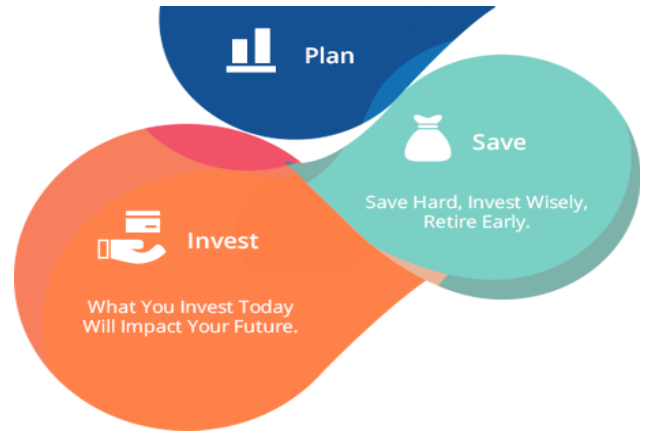 Plan
Save
Save Hard, Invest Wisely,
Retire Early.
Invest
What You Invest Today
Will Impact Your Future.